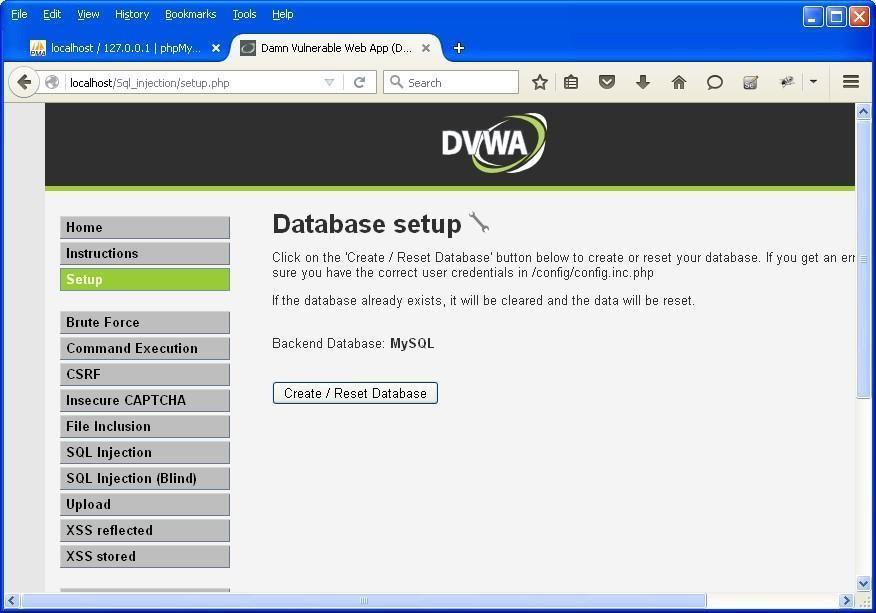 File Edit View History Bookmarks Tools Help
localhost / 127.0.0.1 | phpMy...
Damn Vulnerable Web App (D...
localhost/Sql_injection/setup.php
Search
DVWA
Home
Instructions
Setup
Brute Force
Command Execution
CSRF
Insecure CAPTCHA
File Inclusion
SQL Injection
SQL Injection (Blind)
Upload
XSS reflected
XSS stored
Database setup
Click on the 'Create / Reset Database' button below to create or reset your database. If you get an err
sure you have the correct user credentials in /config/config.inc.php
If the database already exists, it will be cleared and the data will be reset.
Backend Database: MySQL
Create / Reset Database